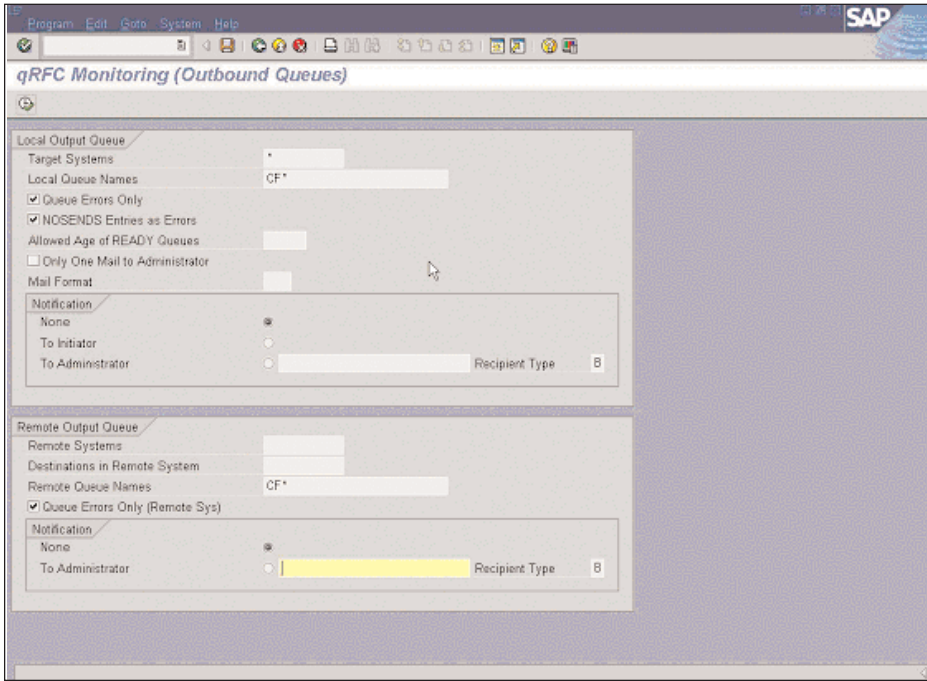 Program Edit Goto System Help
SAP
qRFC Monitoring (Outbound Queues)
Local Output Queue
Target Systems *
Local Queue Names CF*
Queue Errors Only
NOSENDS Entries as Errors
Allowed Age of READY Queues
Only One Mail to Administrator
Mail Format
Notification
None
To Initiator
To Administrator Recipient Type B
Remote Output Queue
Remote Systems
Destinations in Remote System
Remote Queue Names CF*
Queue Errors Only (Remote Sys)
Notification
None
To Administrator Recipient Type B